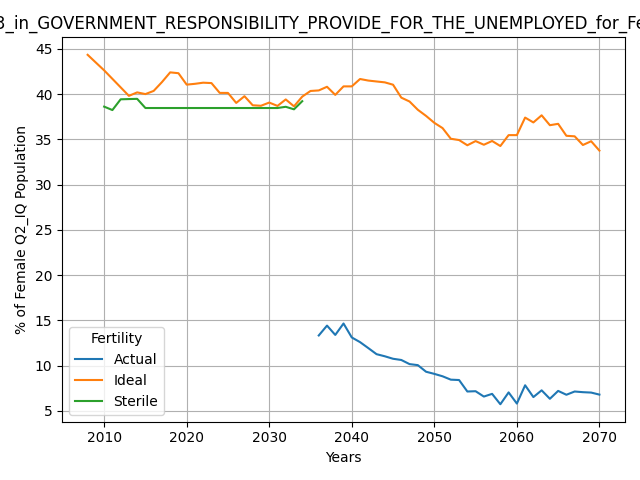 3_in_GOVERNMENT_RESPONSIBILITY_PROVIDE_FOR_THE_UNEMPLOYED_for_Fe
45
40
35
30
25
20
15
10
5
% of Female Q2_IQ Population
Fertility
Actual
Ideal
Sterile
2010 2020 2030 2040 2050 2060 2070
Years